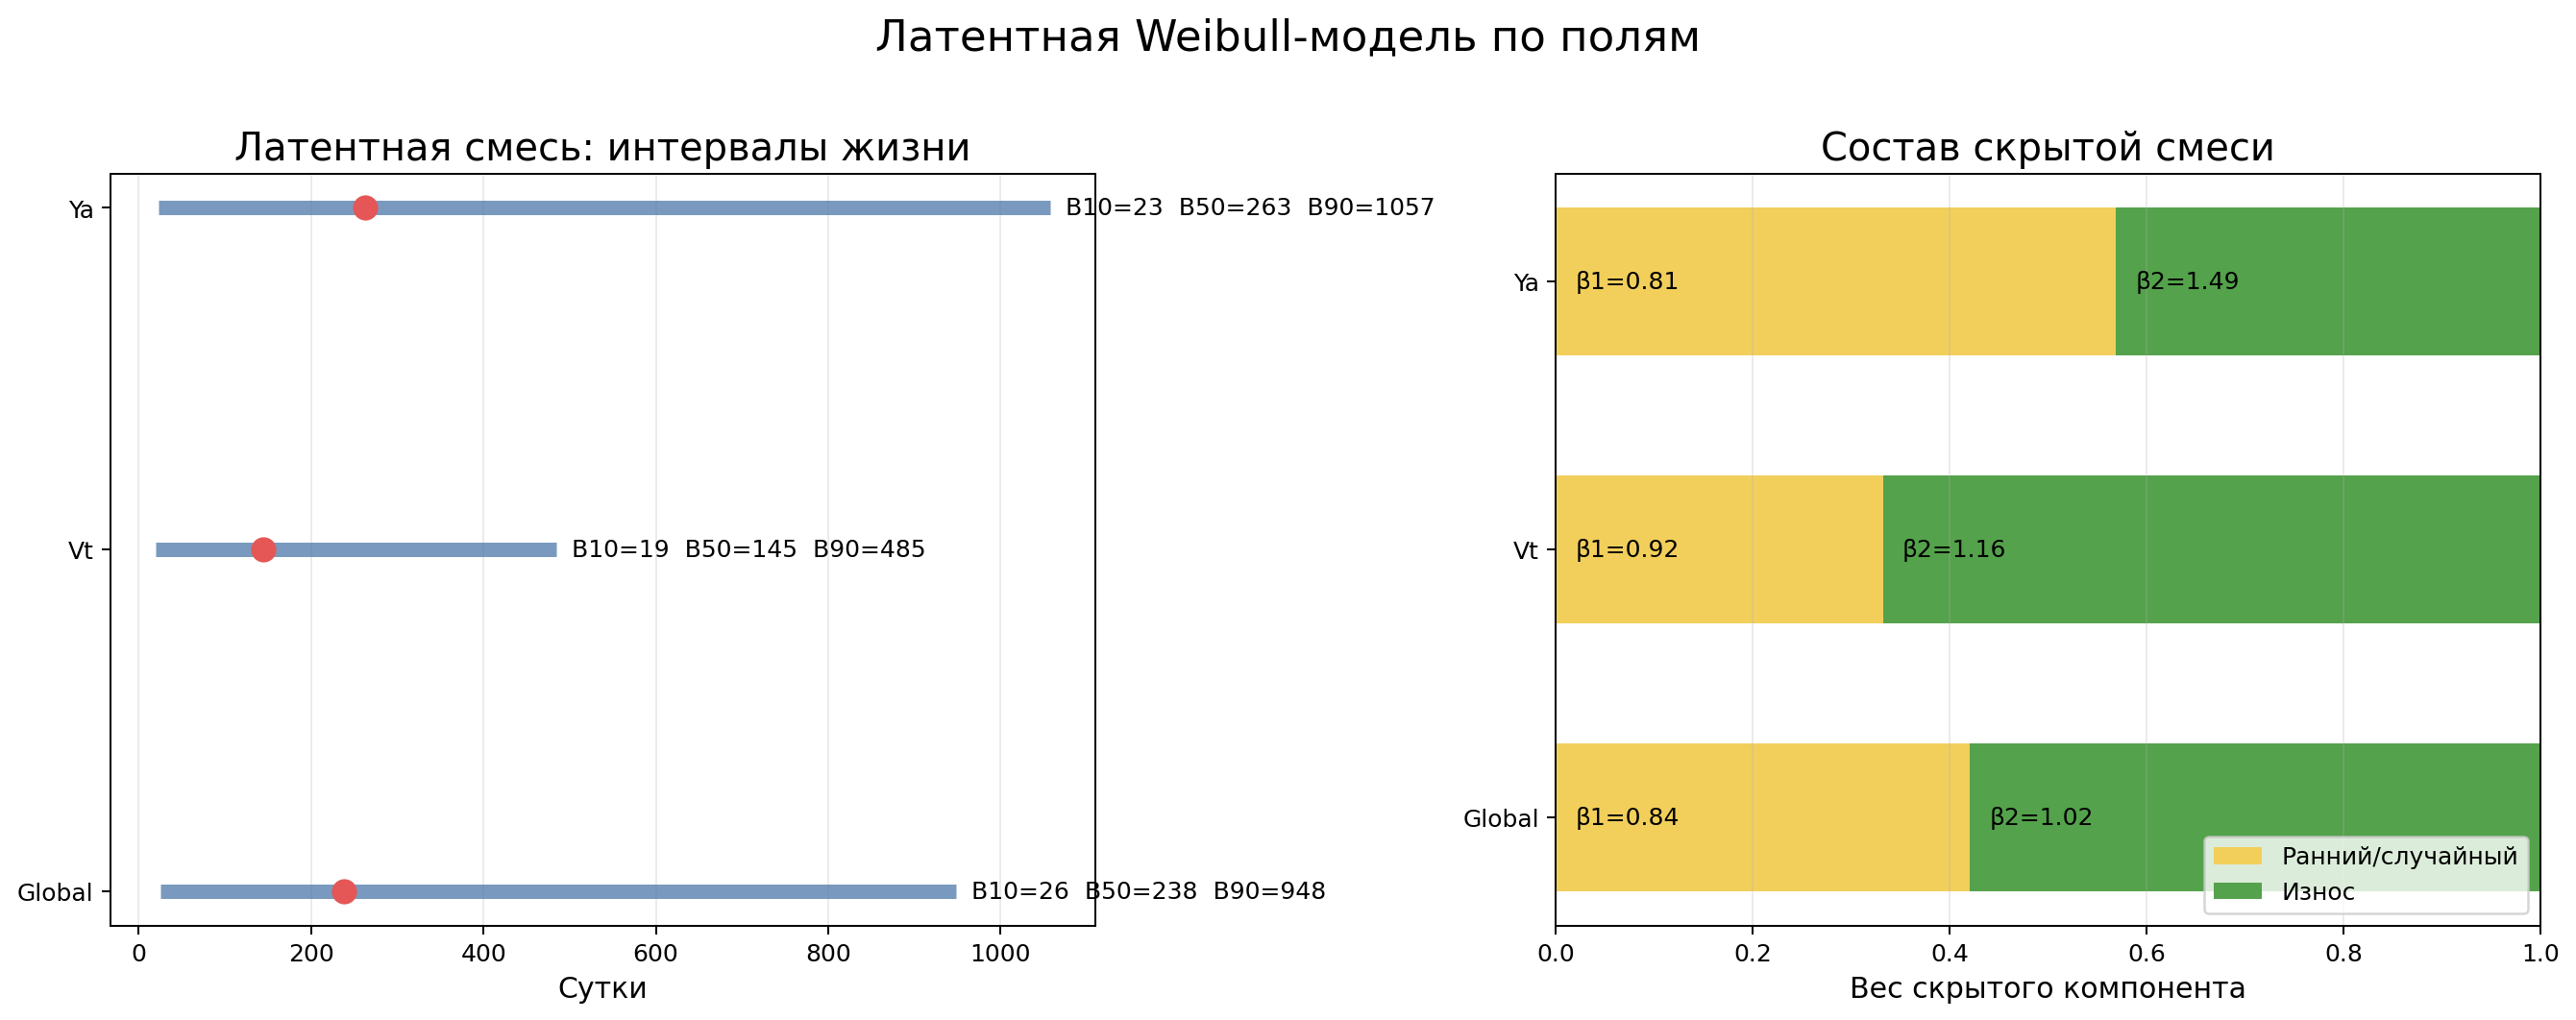 Латентная Weibull-модель по полям
Латентная смесь: интервалы жизни
Ya
B10=23  B50=263  B90=1057
Vt
B10=19  B50=145  B90=485
Global
B10=26  B50=238  B90=948
0 200 400 600 800 1000
Сутки
Состав скрытой смеси
Ya
β1=0.81 β2=1.49
Vt
β1=0.92 β2=1.16
Global
β1=0.84 β2=1.02
Ранний/случайный
Износ
0.0 0.2 0.4 0.6 0.8 1.0
Вес скрытого компонента